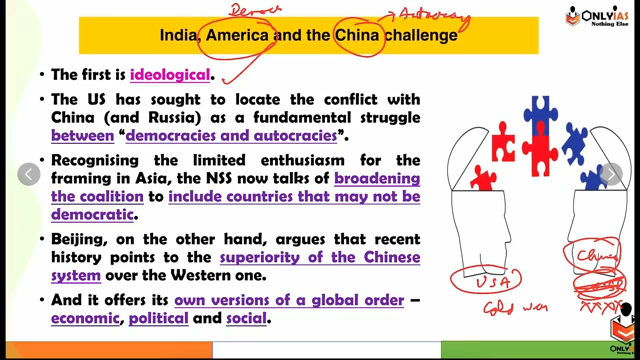 Democ
Autocracy
ONLYIAS
Nothing Else
India, America and the China challenge
• The first is ideological.
• The US has sought to locate the conflict with
China (and Russia) as a fundamental struggle
between “democracies and autocracies”.
• Recognising the limited enthusiasm for the
framing in Asia, the NSS now talks of broadening
the coalition to include countries that may not be
democratic.
• Beijing, on the other hand, argues that recent
history points to the superiority of the Chinese
system over the Western one.
• And it offers its own versions of a global order –
economic, political and social.
USA
China
Cold war
ONLY